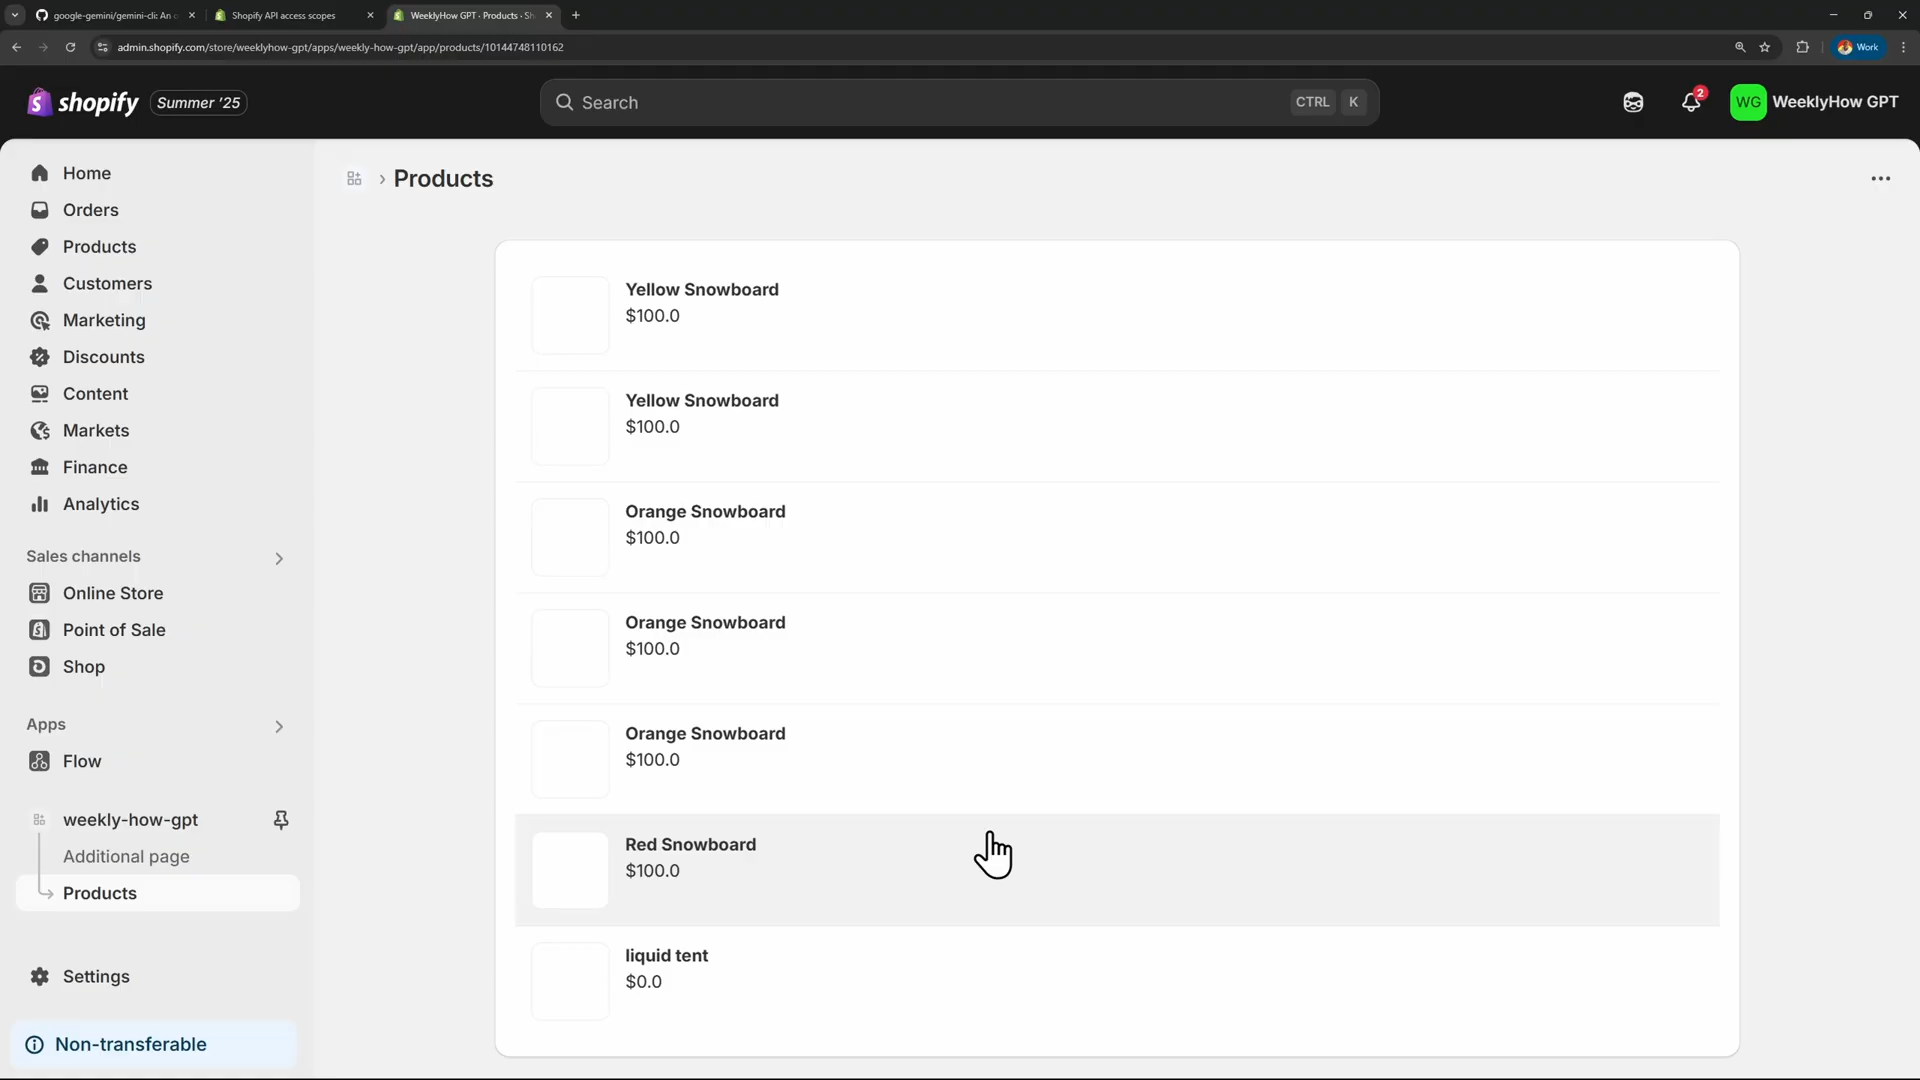 google-gemini/gemini-cli: An o
Shopify API access scopes
WeeklyHow GPT · Products · Sh
admin.shopify.com/store/weeklyhow-gpt/apps/weekly-how-gpt/app/products/10144748110162
Work
shopify
Summer '25
Search
CTRL K
2
WG
WeeklyHow GPT
Home
Orders
Products
Customers
Marketing
Discounts
Content
Markets
Finance
Analytics
Sales channels
Online Store
Point of Sale
Shop
Apps
Flow
weekly-how-gpt
Additional page
Products
Settings
Non-transferable
Products
Yellow Snowboard
$100.0
Yellow Snowboard
$100.0
Orange Snowboard
$100.0
Orange Snowboard
$100.0
Orange Snowboard
$100.0
Red Snowboard
$100.0
liquid tent
$0.0